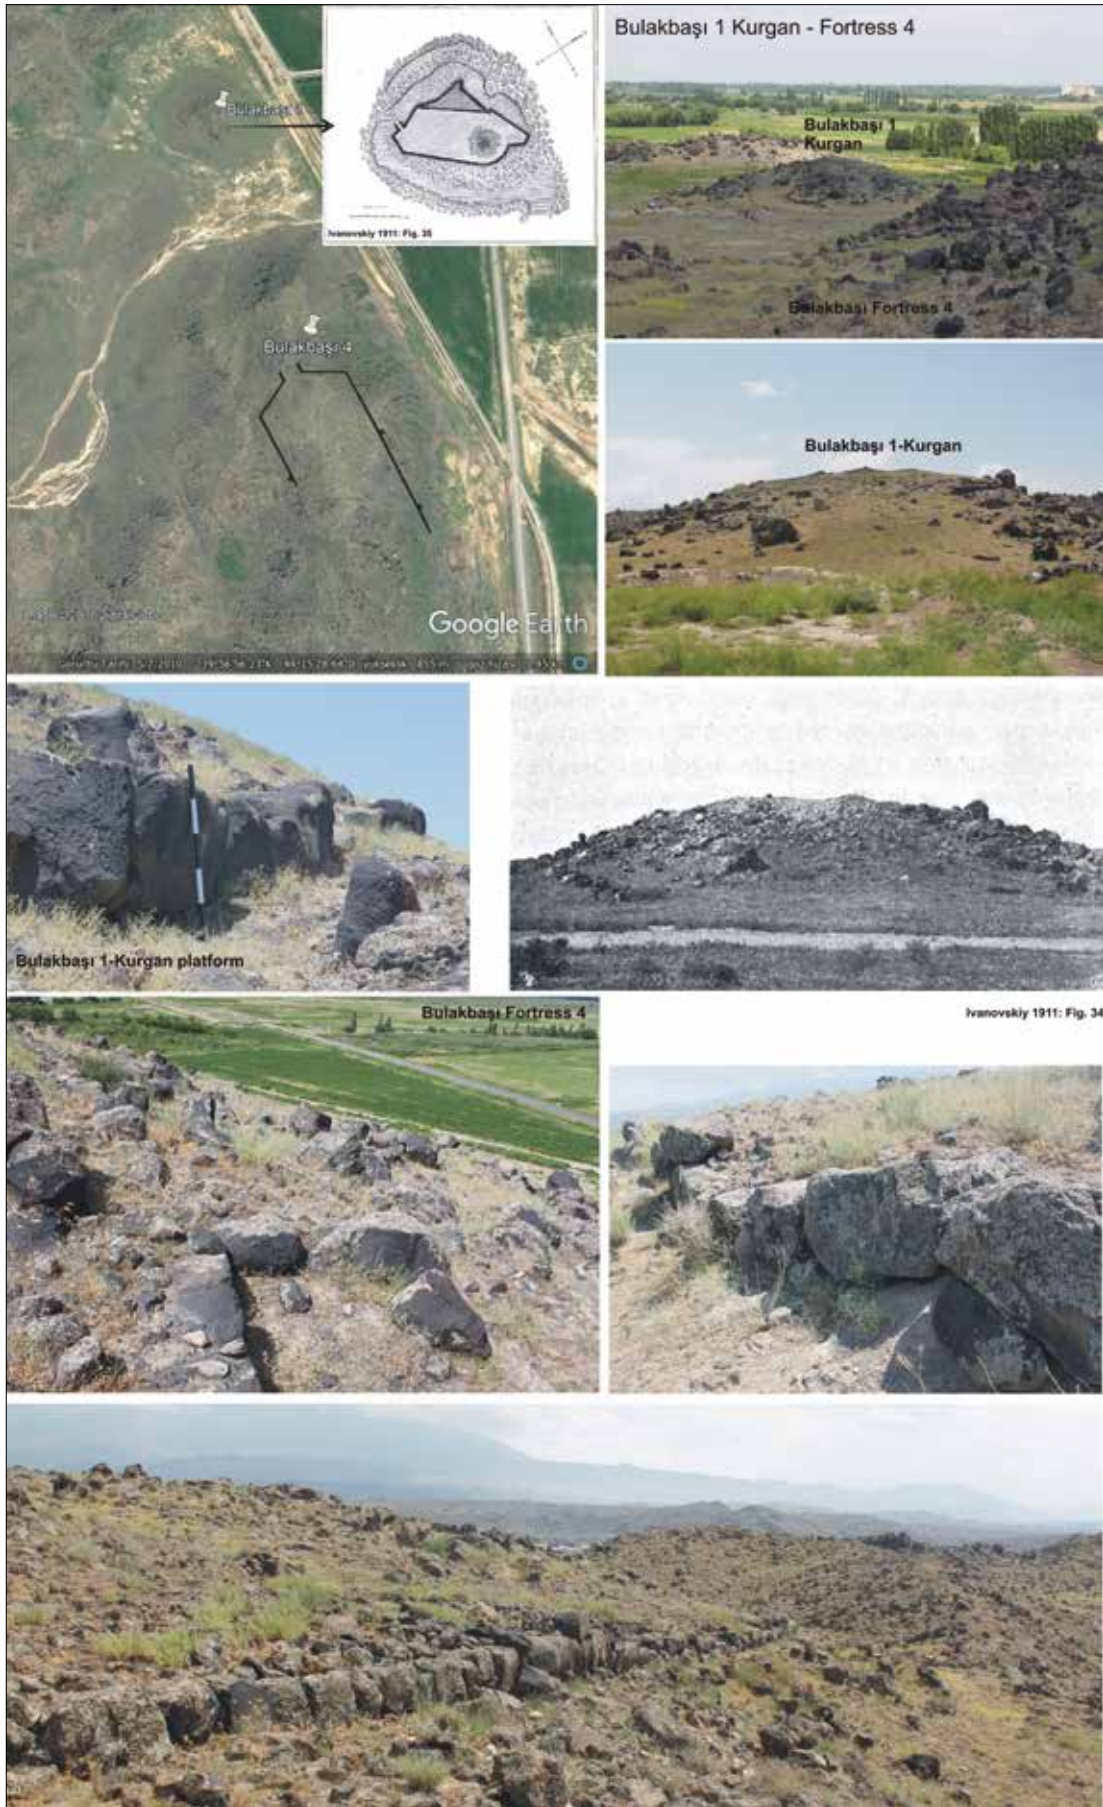 Bulakbaşı 1 Kurgan - Fortress 4
Bulakbaşı
Ivanovskiy 1911: Fig. 35
Bulakbaşı 1
Kurgan
Bulakbaşı Fortress 4
Bulakbaşı 4
Bulakbaşı 1-Kurgan
Google Earth
Bulakbaşı 1-Kurgan platform
Ivanovskiy 1911: Fig. 34
Bulakbaşı Fortress 4